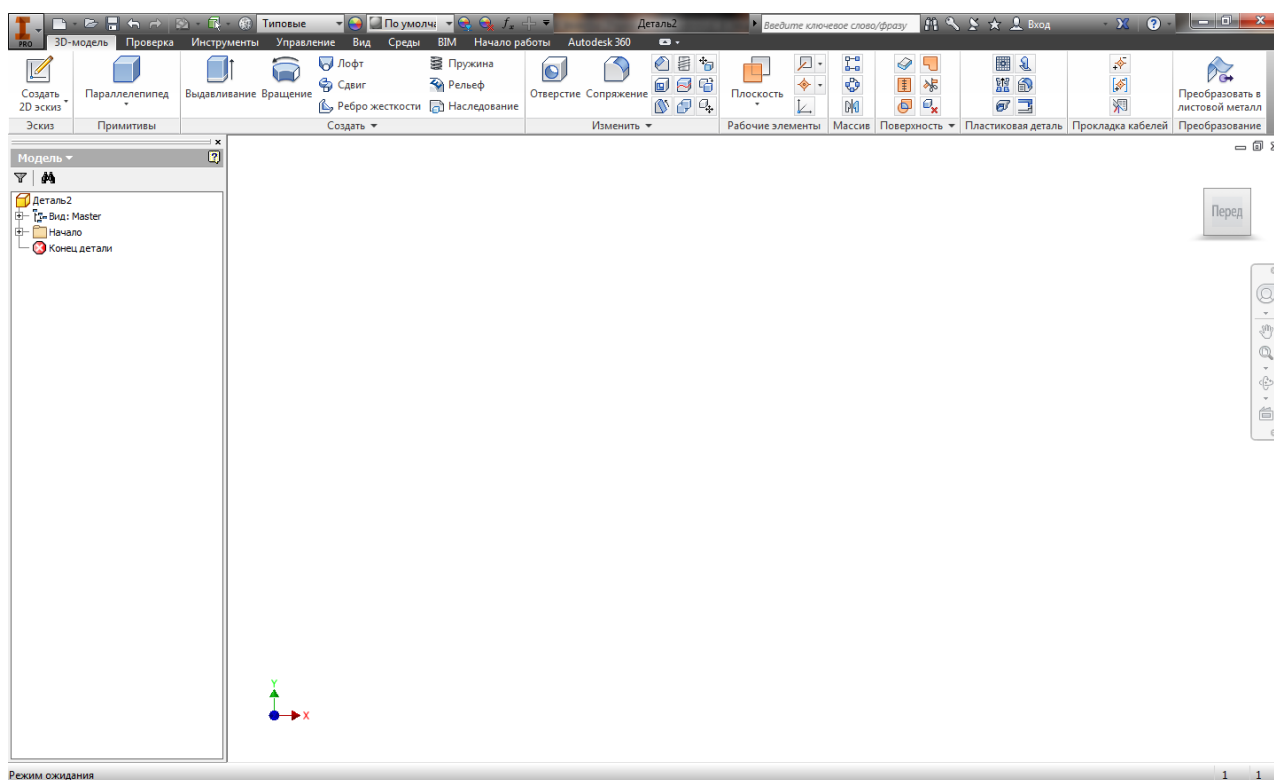 Типовые По умолча fx Деталь2 Введите ключевое слово/фразу Вход
PRO 3D-модель Проверка Инструменты Управление Вид Среды BIM Начало работы Autodesk 360
Создать 2D эскиз
Параллелепипед
Выдавливание
Вращение
Лофт
Сдвиг
Ребро жесткости
Пружина
Рельеф
Наследование
Отверстие
Сопряжение
Плоскость
Преобразовать в
листовой металл
Эскиз Примитивы Создать Изменить Рабочие элементы Массив Поверхность Пластиковая деталь Прокладка кабелей Преобразование
Модель
Деталь2
Вид: Master
Начало
Конец детали
Перед
Y
X
Режим ожидания 1 1